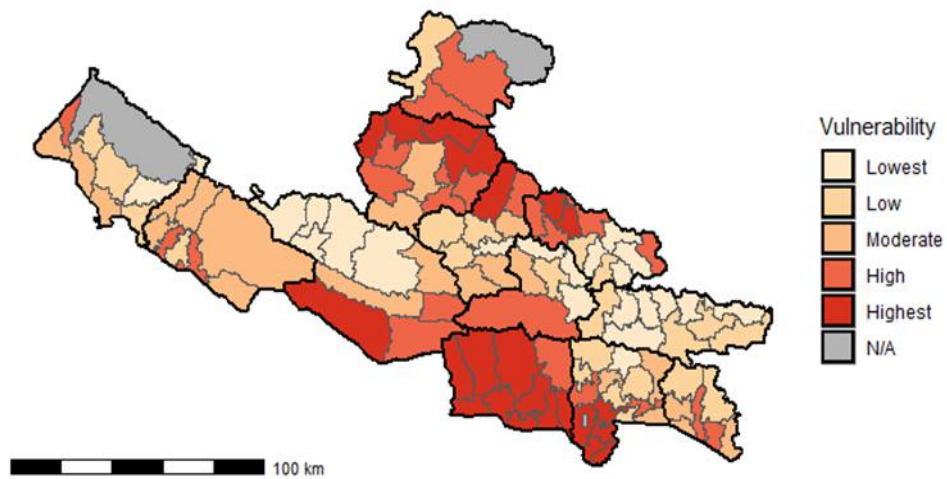 Vulnerability
Lowest
Low
Moderate
High
Highest
N/A
100 km